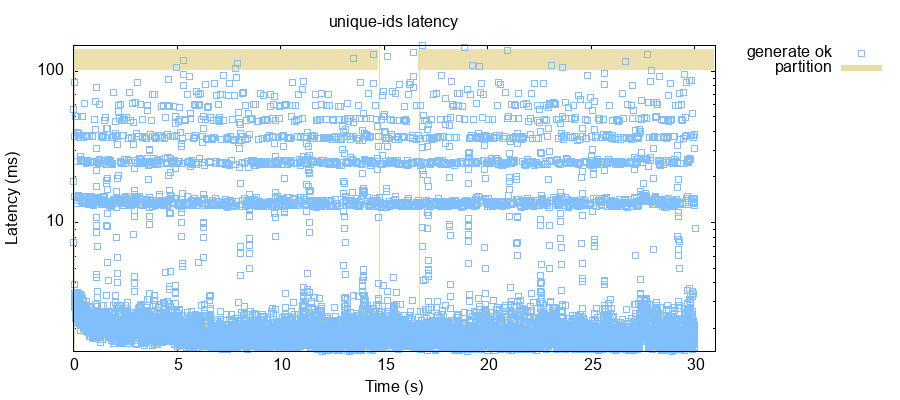 unique-ids latency
generate ok
partition
100
10
Latency (ms)
0 5 10 15 20 25 30
Time (s)